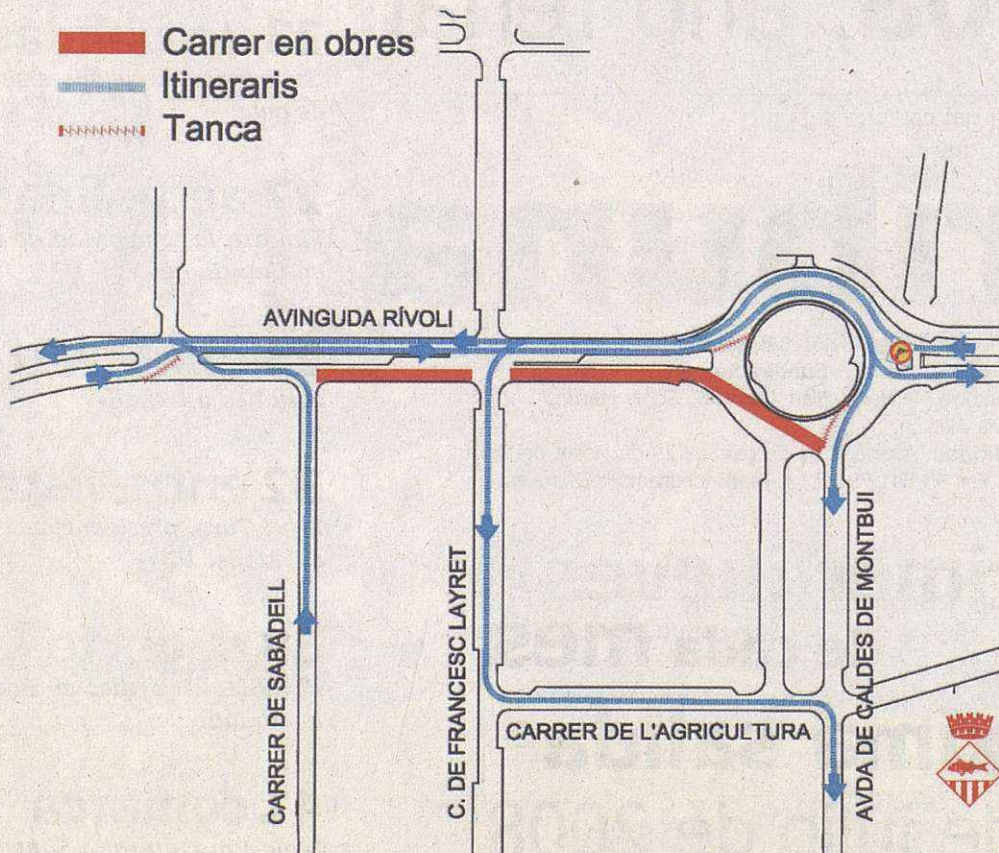 Carrer en obres
Itineraris
Tanca
AVINGUDA RÍVOLI
CARRER DE SABADELL
C. DE FRANCESC LAYRET
CARRER DE L'AGRICULTURA
AVDA DE CALDES DE MONTBUI